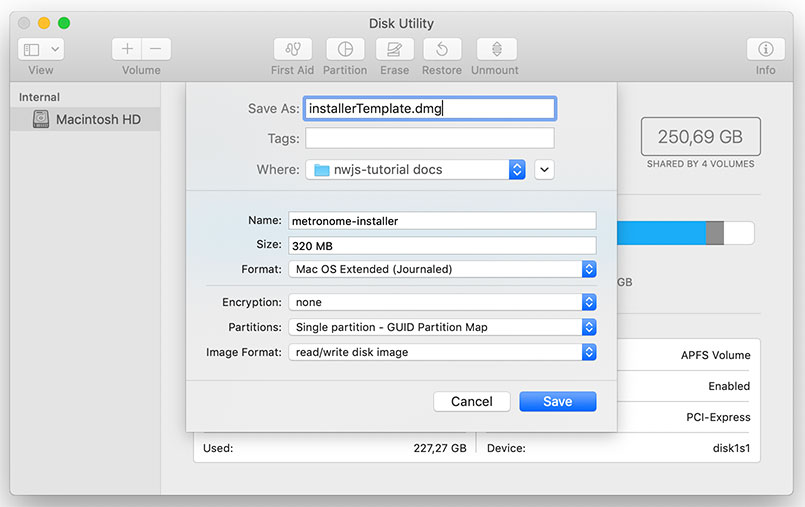 Disk Utility
View Volume First Aid Partition Erase Restore Unmount Info
Internal
Macintosh HD
Save As: installerTemplate.dmg
Tags:
Where: nwjs-tutorial docs
250,69 GB
SHARED BY 4 VOLUMES
Name: metronome-installer
Size: 320 MB
Format: Mac OS Extended (Journaled)
GB
Encryption: none
Partitions: Single partition - GUID Partition Map
Image Format: read/write disk image
APFS Volume
Enabled
PCI-Express
Cancel Save
Used: 227,27 GB Device: disk1s1